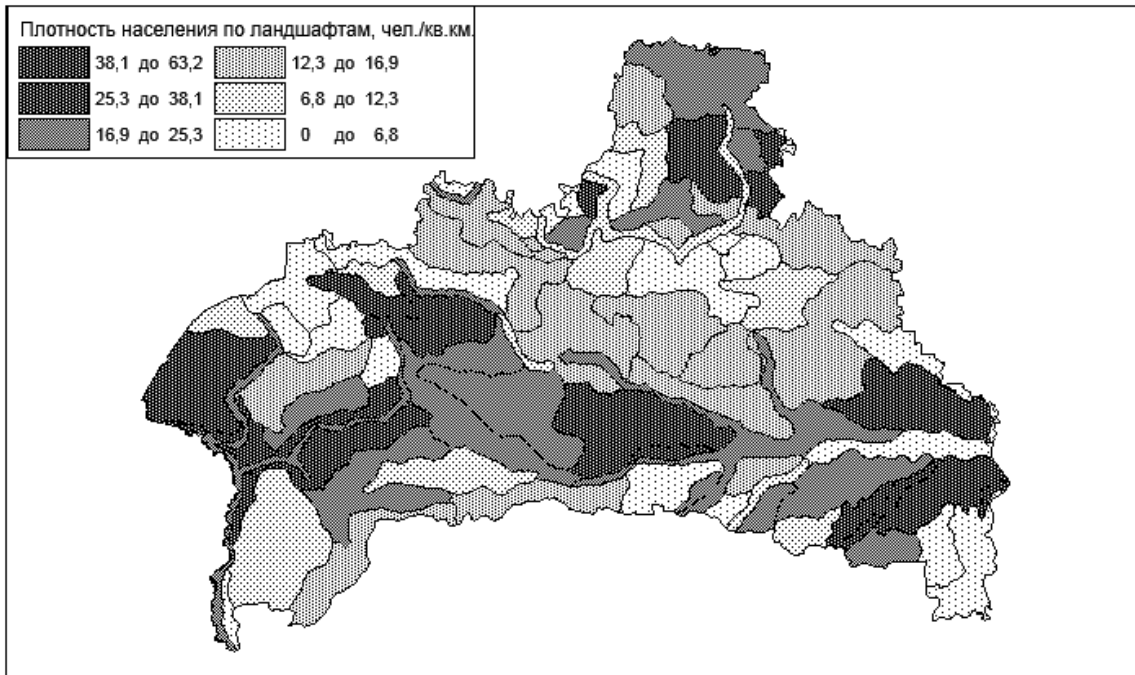 Плотность населения по ландшафтам, чел./кв.км.
38,1 до 63,2 12,3 до 16,9
25,3 до 38,1 6,8 до 12,3
16,9 до 25,3 0 до 6,8